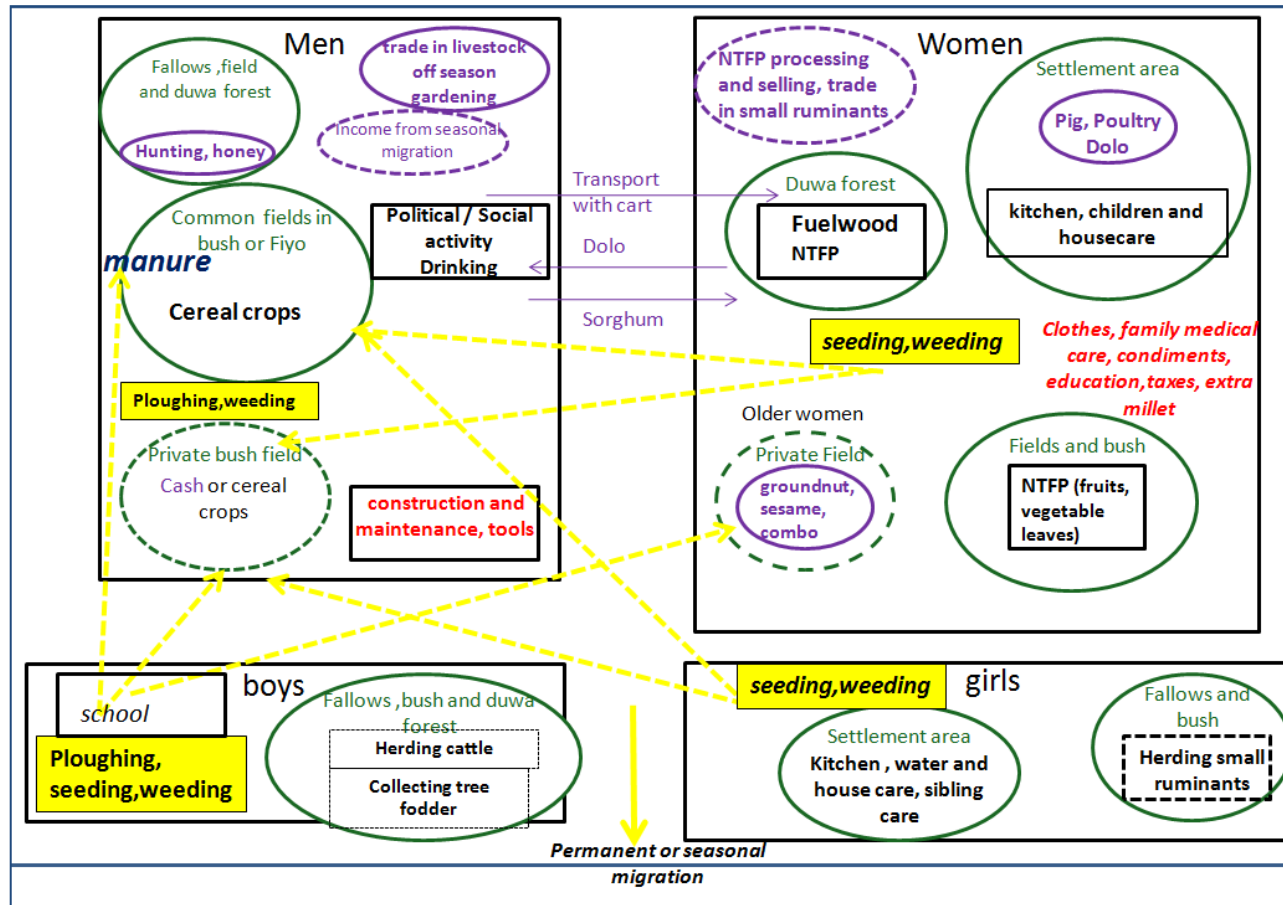 Men
Fallows ,field
and duwa forest
Hunting, honey
trade in livestock
off season
gardening
Income from seasonal
migration
Common fields in
bush or Fiyo
manure
Cereal crops
Political / Social
activity
Drinking
Ploughing,weeding
Private bush field
Cash or cereal
crops
construction and
maintenance, tools
Transport
with cart
Dolo
Sorghum
Women
NTFP processing
and selling, trade
in small ruminants
Settlement area
Pig, Poultry
Dolo
kitchen, children and
housecare
Duwa forest
Fuelwood
NTFP
seeding,weeding
Clothes, family medical
care, condiments,
education,taxes, extra
millet
Older women
Private Field
groundnut,
sesame,
combo
Fields and bush
NTFP (fruits,
vegetable
leaves)
boys
school
Ploughing,
seeding,weeding
Fallows ,bush and duwa
forest
Herding cattle
Collecting tree
fodder
Permanent or seasonal
migration
girls
seeding,weeding
Settlement area
Kitchen , water and
house care, sibling
care
Fallows and
bush
Herding small
ruminants